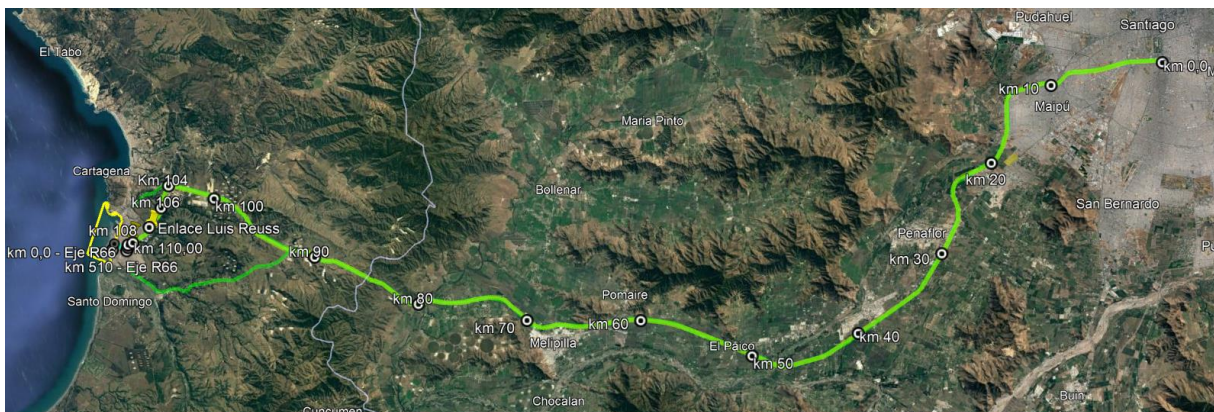 Pudahuel
Santiago
El Tabo
km 0,0
km 10
Maipú
Maria Pinto
Cartagena
Km 104
km 20
Bollenar
km 106
km 100
San Bernardo
km 108
Enlace Luis Reuss
Peñaflor
km 0,0 - Eje R66
km 110,00
km 90
km 30
km 510 - Eje R66
Santo Domingo
km 80
Pomaire
km 70
km 60
Melipilla
km 40
El Paico
km 50
Chocalan
Buin